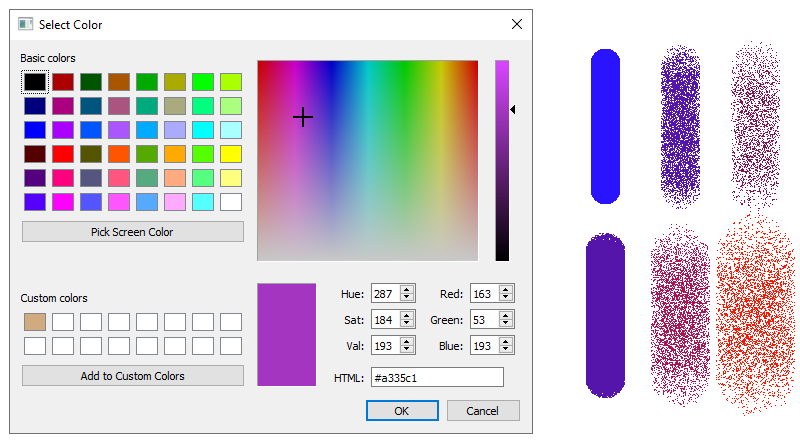 Select Color
Basic colors
Pick Screen Color
Custom colors
Add to Custom Colors
Hue: 287 Red: 163
Sat: 184 Green: 53
Val: 193 Blue: 193
HTML: #a335c1
OK Cancel